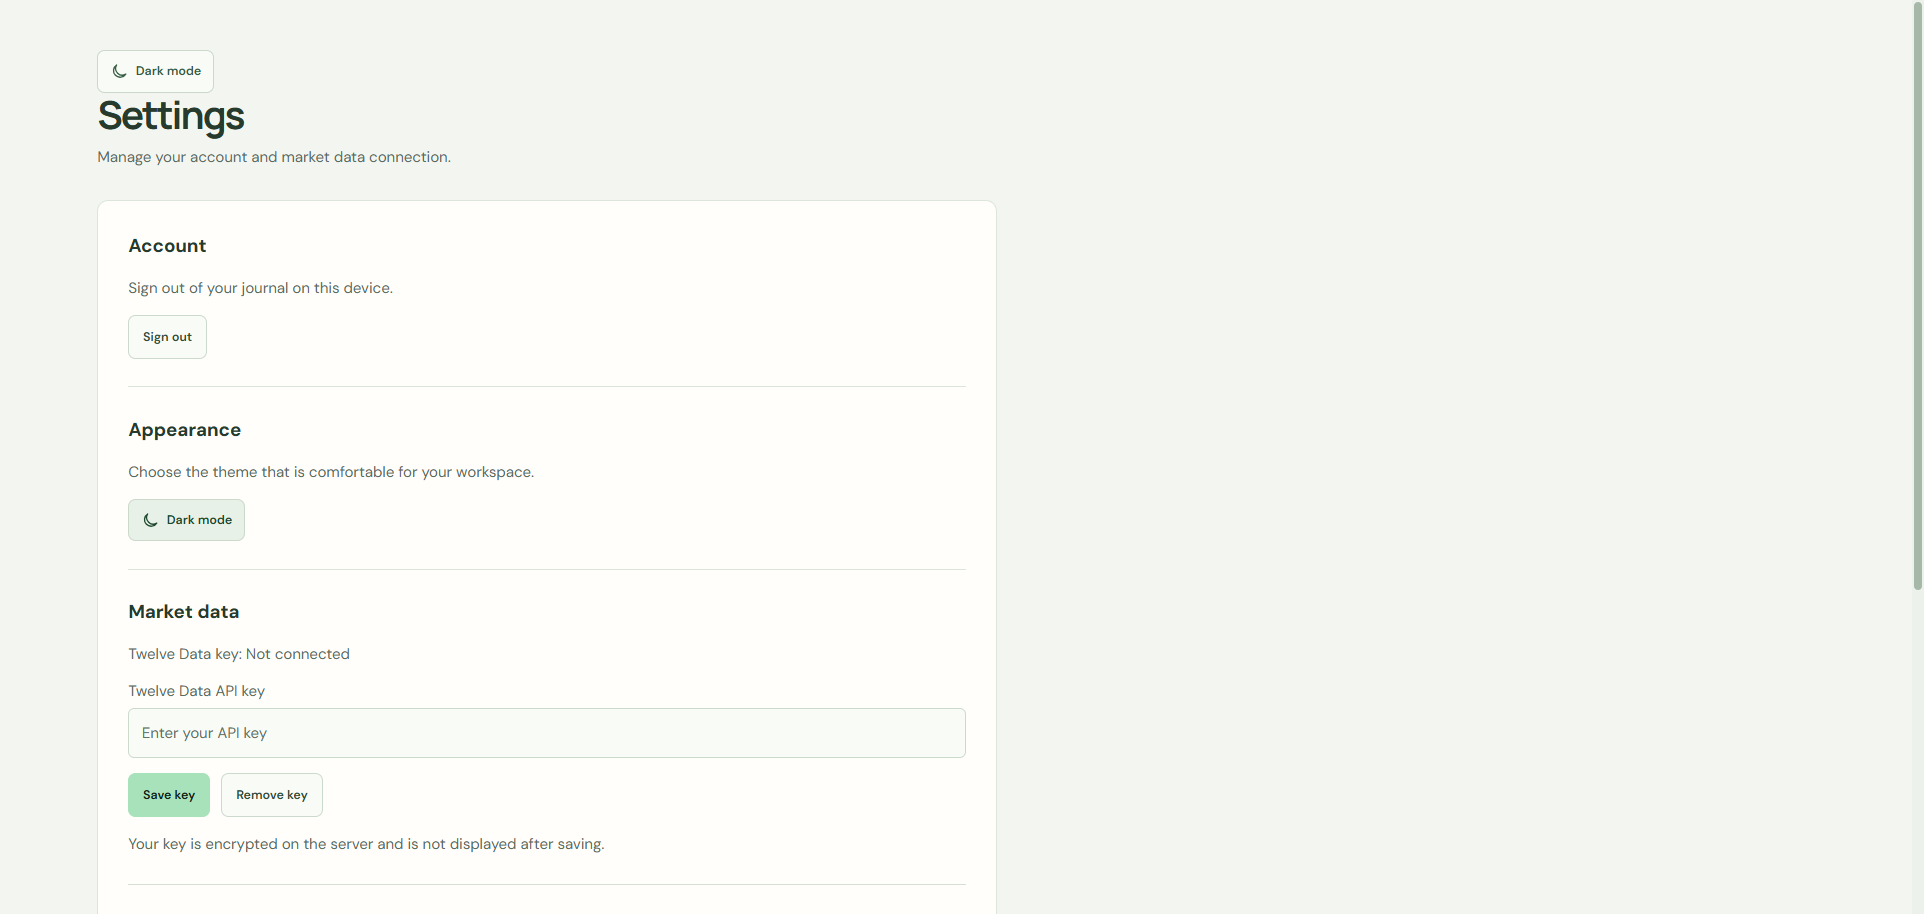 Dark mode
Settings
Manage your account and market data connection.
Account
Sign out of your journal on this device.
Sign out
Appearance
Choose the theme that is comfortable for your workspace.
Dark mode
Market data
Twelve Data key: Not connected
Twelve Data API key
Enter your API key
Save key
Remove key
Your key is encrypted on the server and is not displayed after saving.